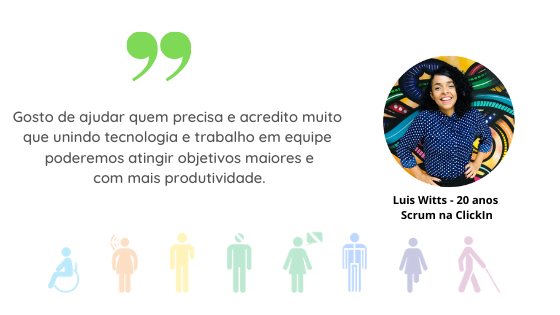 Gosto de ajudar quem precisa e acredito muito
que unindo tecnologia e trabalho em equipe
poderemos atingir objetivos maiores e
com mais produtividade.
Luis Witts - 20 anos
Scrum na ClickIn